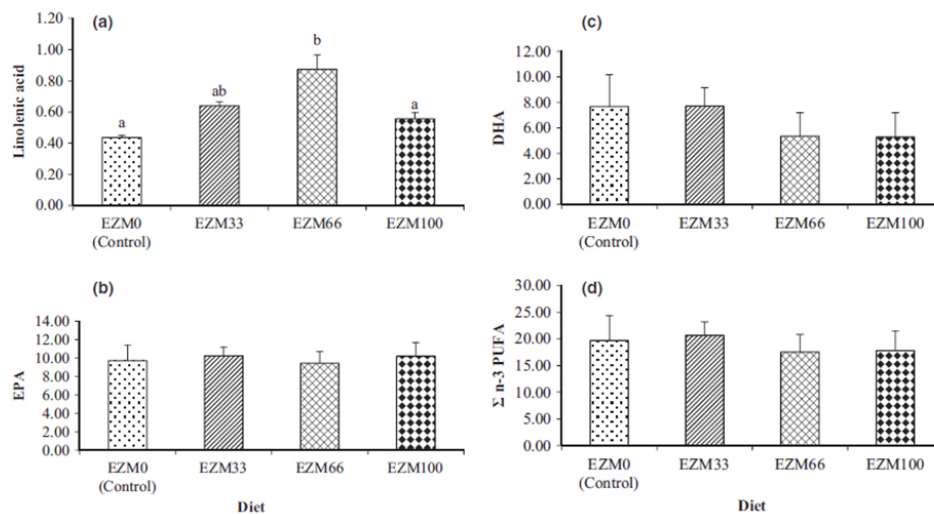 (a)
Linolenic acid
1.20
1.00
0.80
0.60
0.40
0.20
0.00
a
ab
b
a
EZM0
(Control)
EZM33
EZM66
EZM100
(b)
EPA
14.00
12.00
10.00
8.00
6.00
4.00
2.00
0.00
EZM0
(Control)
EZM33
EZM66
EZM100
Diet
(c)
DHA
12.00
10.00
8.00
6.00
4.00
2.00
0.00
EZM0
(Control)
EZM33
EZM66
EZM100
(d)
Σ n-3 PUFA
30.00
25.00
20.00
15.00
10.00
5.00
0.00
EZM0
(Control)
EZM33
EZM66
EZM100
Diet